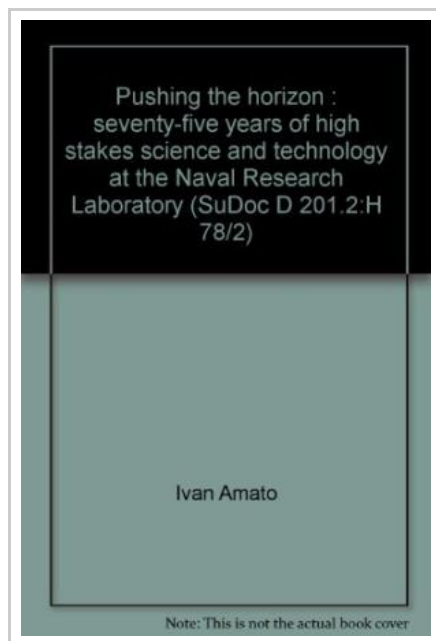 Pushing the horizon :
seventy-five years of high
stakes science and technology
at the Naval Research
Laboratory (SuDoc D 201.2:H
78/2)
Ivan Amato
Note: This is not the actual book cover